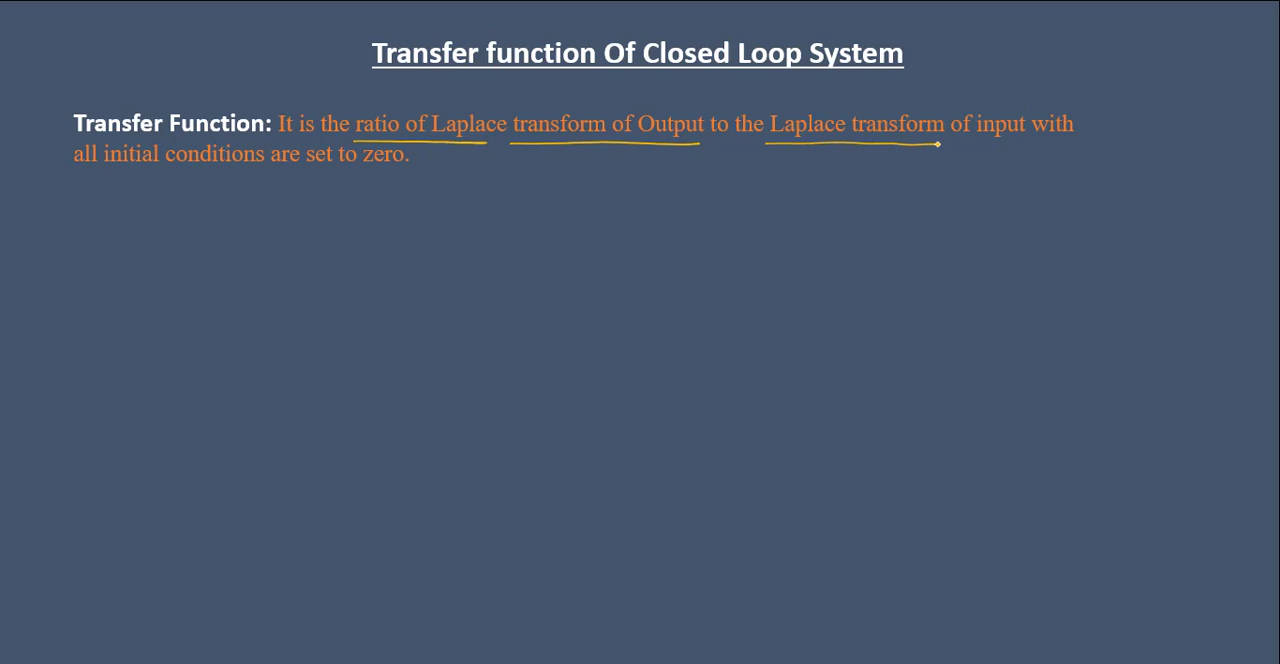 Transfer function Of Closed Loop System
Transfer Function: It is the ratio of Laplace transform of Output to the Laplace transform of input with
all initial conditions are set to zero.